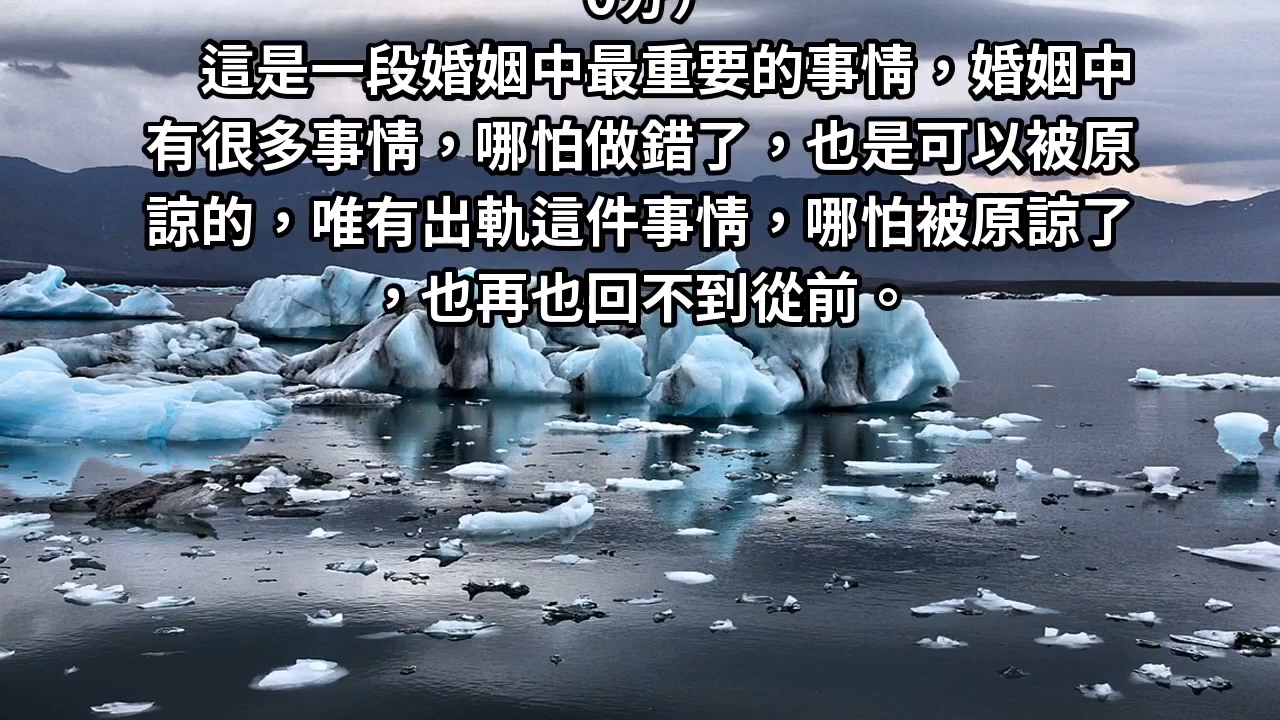 0分）
這是一段婚姻中最重要的事情，婚姻中
有很多事情，哪怕做錯了，也是可以被原
諒的，唯有出軌這件事情，哪怕被原諒了
，也再也回不到從前。